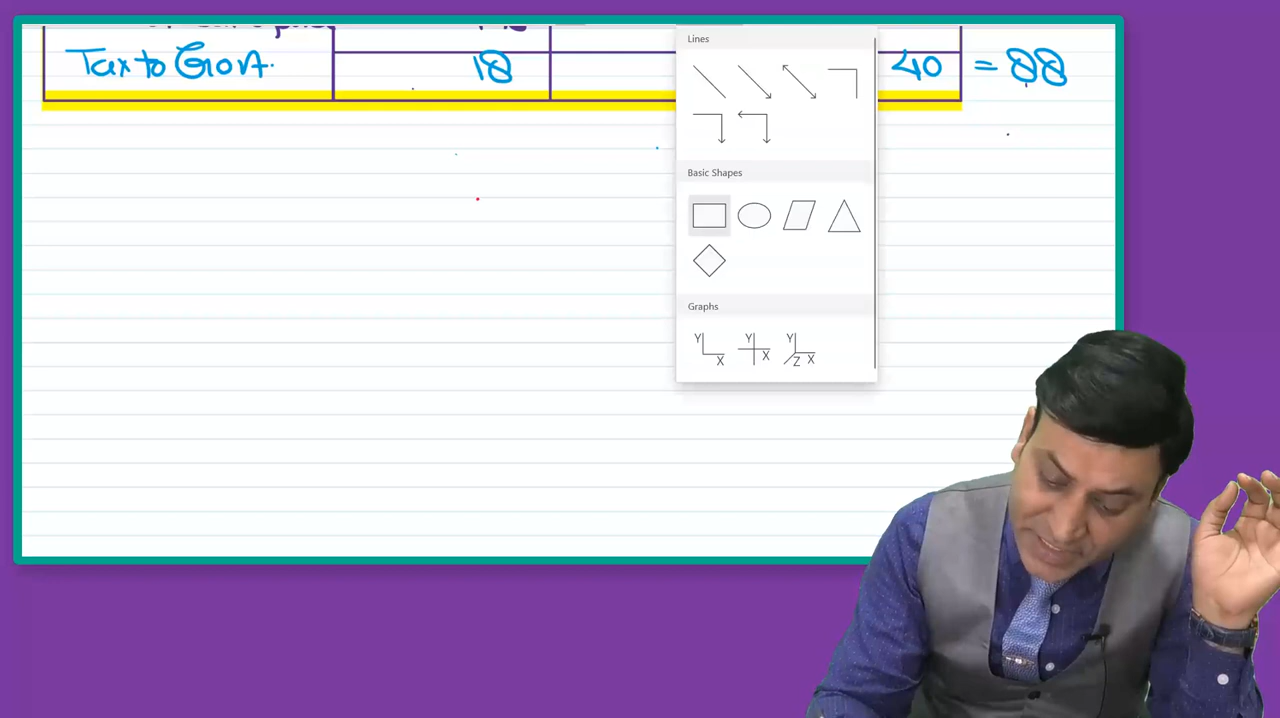 Tax to Govt. 18 40 = 88
Lines
Basic Shapes
Graphs
Y X Y X Y Z X